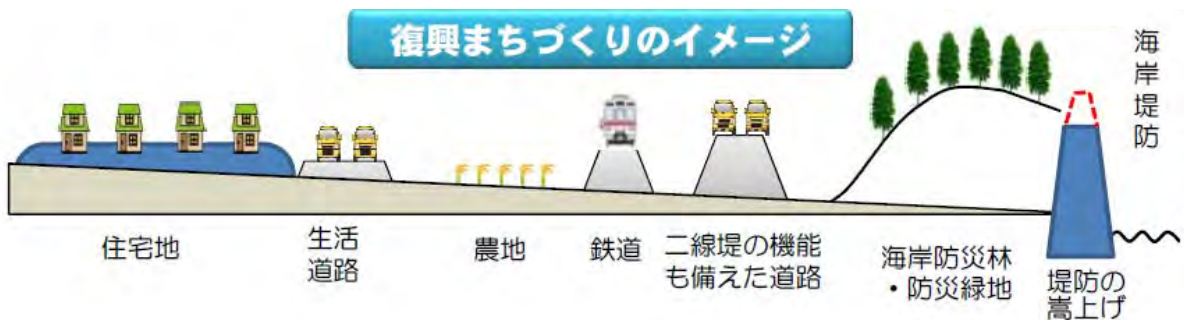 復興まちづくりのイメージ
海岸堤防
住宅地
生活
道路
農地
鉄道
二線堤の機能
も備えた道路
海岸防災林
・防災緑地
堤防の
嵩上げ